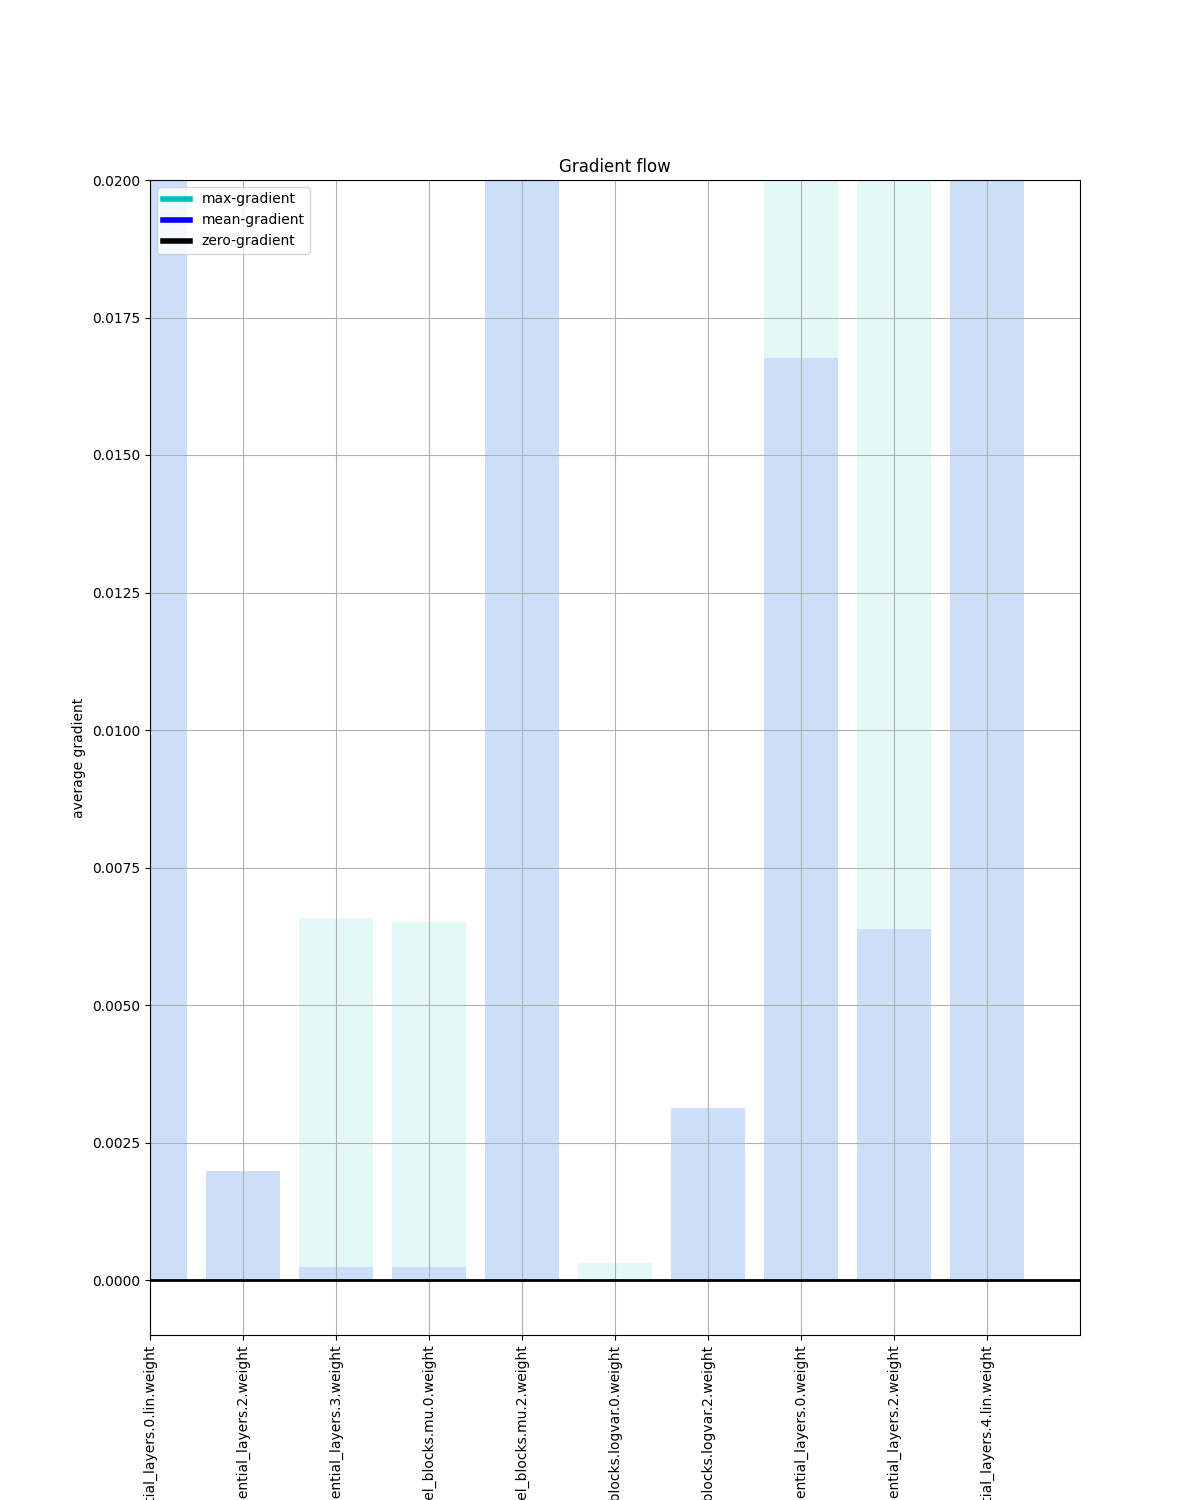 Gradient flow
max-gradient
mean-gradient
zero-gradient
average gradient
0.0200
0.0175
0.0150
0.0125
0.0100
0.0075
0.0050
0.0025
0.0000
tial_layers.0.lin.weight
ential_layers.2.weight
ential_layers.3.weight
el_blocks.mu.0.weight
el_blocks.mu.2.weight
blocks.logvar.0.weight
blocks.logvar.2.weight
ential_layers.0.weight
ential_layers.2.weight
tial_layers.4.lin.weight